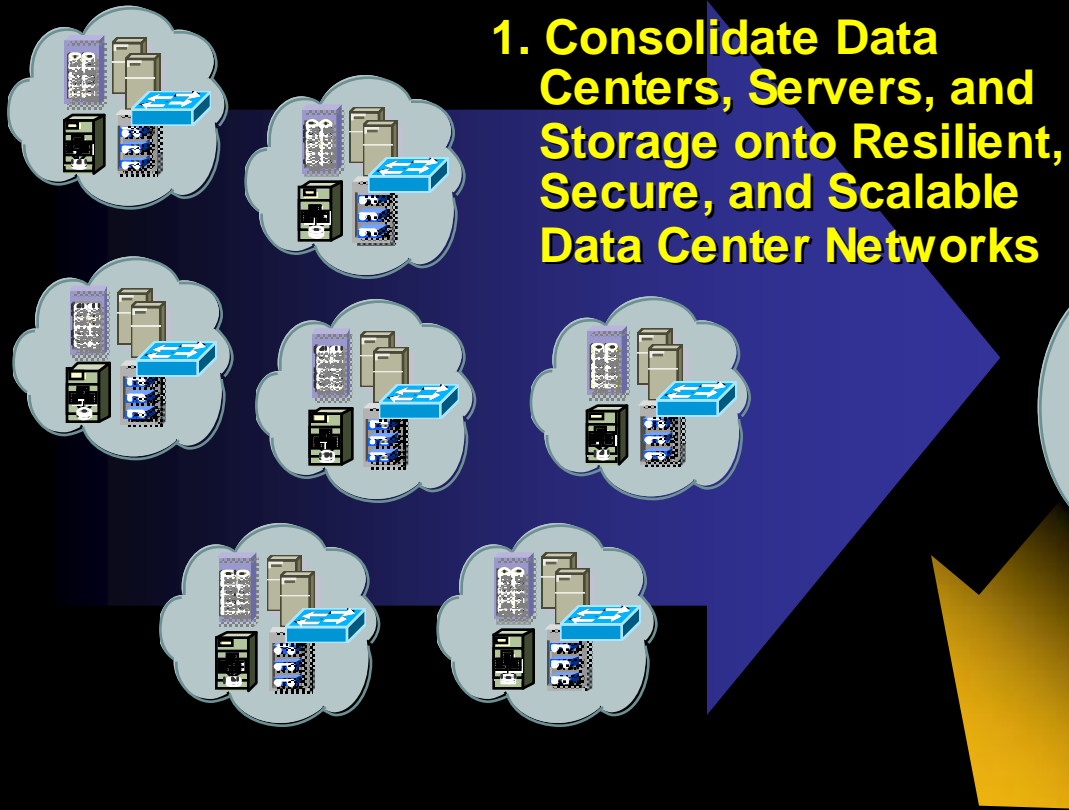 1. Consolidate Data
Centers, Servers, and
Storage onto Resilient,
Secure, and Scalable
Data Center Networks